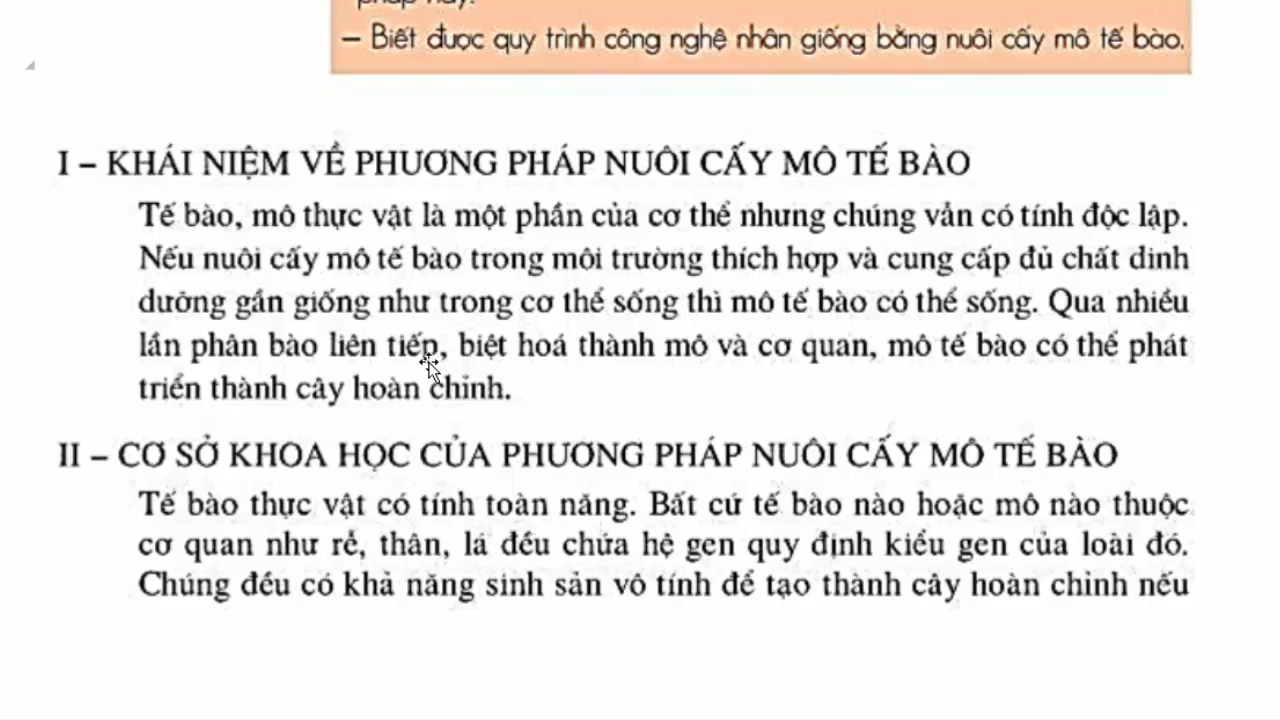 – Biết được quy trình công nghệ nhân giống bằng nuôi cấy mô tế bào.
I – KHÁI NIỆM VỀ PHƯƠNG PHÁP NUÔI CẤY MÔ TẾ BÀO
Tế bào, mô thực vật là một phần của cơ thể nhưng chúng vẫn có tính độc lập.
Nếu nuôi cấy mô tế bào trong môi trường thích hợp và cung cấp đủ chất dinh
dưỡng gần giống như trong cơ thể sống thì mô tế bào có thể sống. Qua nhiều
lần phân bào liên tiếp, biệt hoá thành mô và cơ quan, mô tế bào có thể phát
triển thành cây hoàn chỉnh.
II – CƠ SỞ KHOA HỌC CỦA PHƯƠNG PHÁP NUÔI CẤY MÔ TẾ BÀO
Tế bào thực vật có tính toàn năng. Bất cứ tế bào nào hoặc mô nào thuộc
cơ quan như rễ, thân, lá đều chứa hệ gen quy định kiểu gen của loài đó.
Chúng đều có khả năng sinh sản vô tính để tạo thành cây hoàn chỉnh nếu